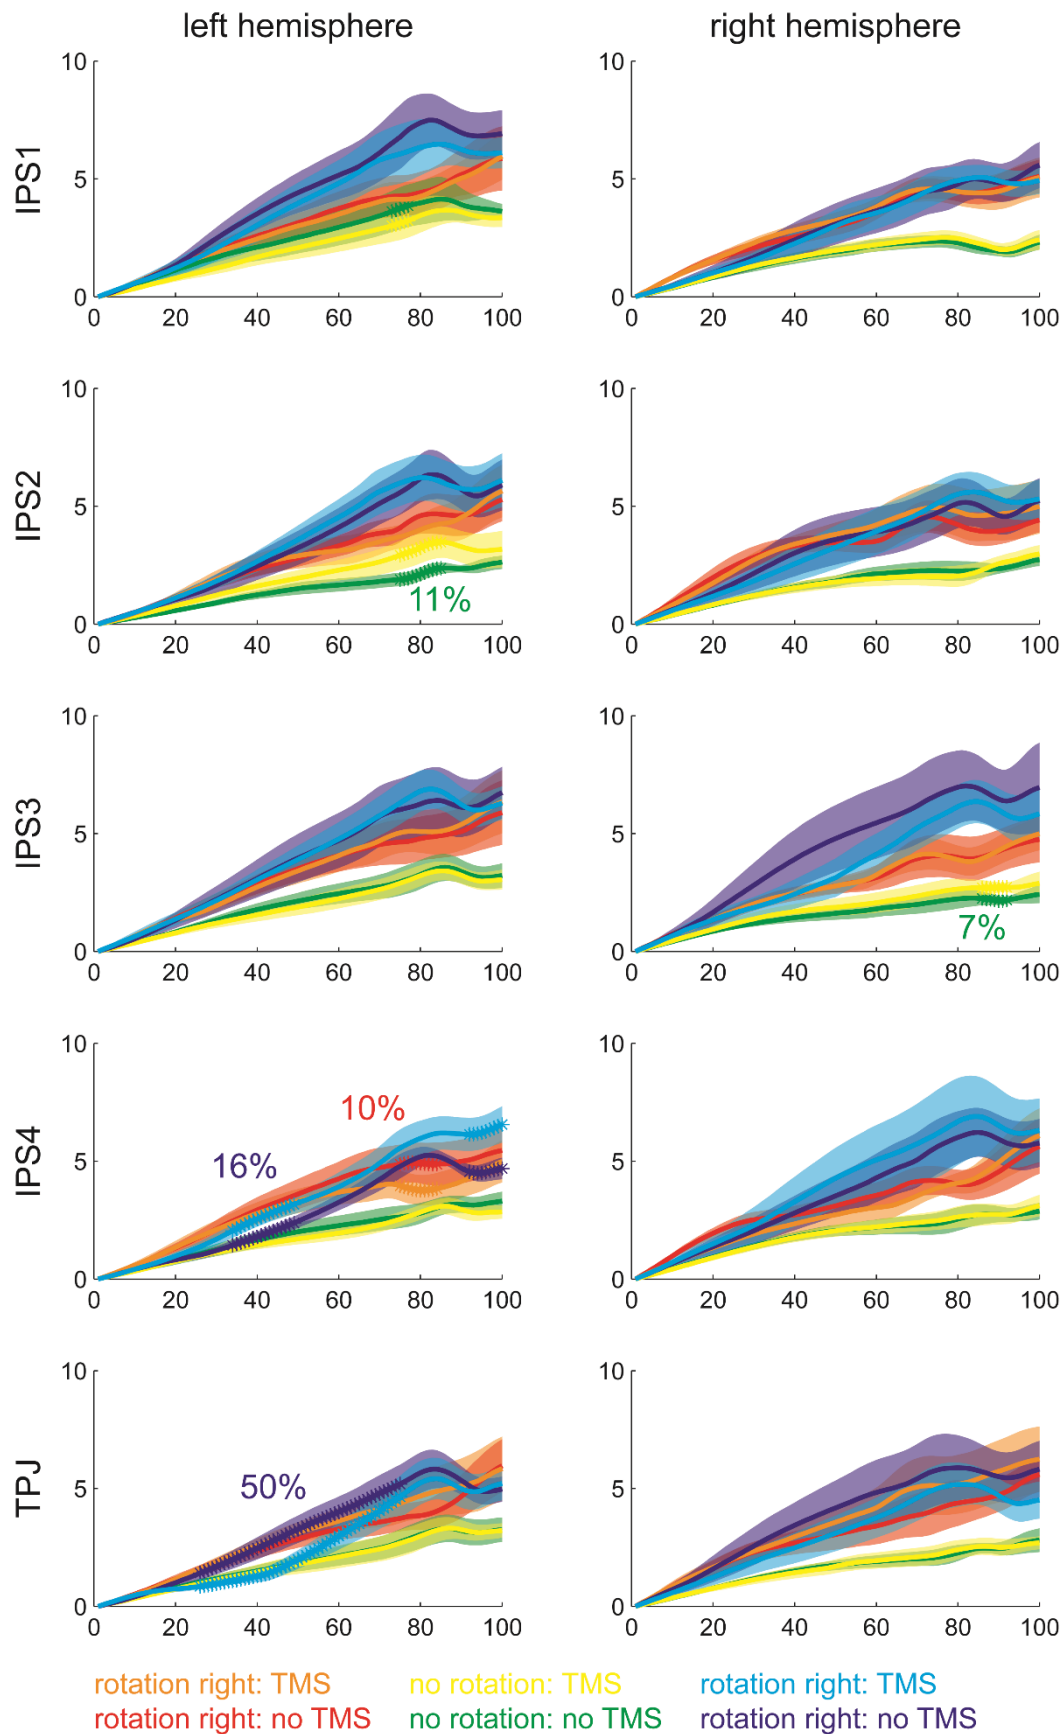 left hemisphere right hemisphere
IPS1
10 10
5 5
0 0
0 20 40 60 80 100 0 20 40 60 80 100
IPS2
10 10
5 5
11%
0 0
0 20 40 60 80 100 0 20 40 60 80 100
IPS3
10 10
5 5
7%
0 0
0 20 40 60 80 100 0 20 40 60 80 100
IPS4
10 10
10%
16%
5 5
0 0
0 20 40 60 80 100 0 20 40 60 80 100
TPJ
10 10
50%
5 5
0 0
0 20 40 60 80 100 0 20 40 60 80 100
rotation right: TMS no rotation: TMS rotation right: TMS
rotation right: no TMS no rotation: no TMS rotation right: no TMS